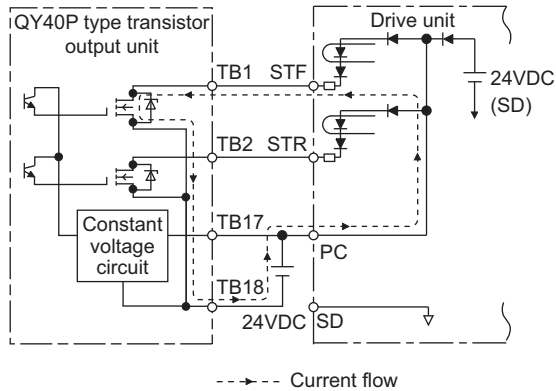 QY40P type transistor
output unit
Drive unit
TB1
STF
24VDC
(SD)
TB2
STR
Constant
voltage
circuit
TB17
PC
TB18
24VDC
SD
Current flow